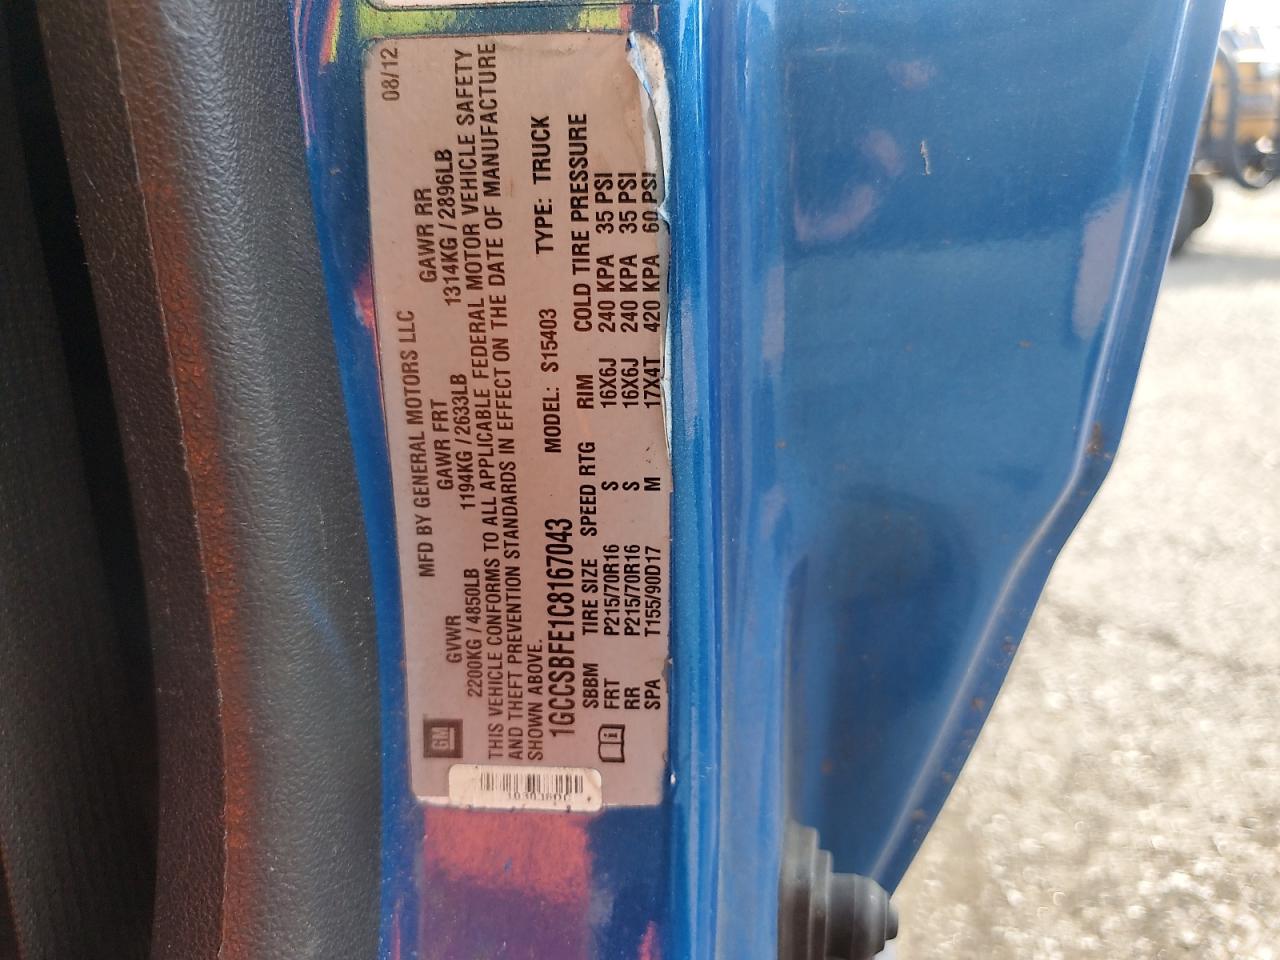 08/12
MFD BY GENERAL MOTORS LLC
GM
GVWR GAWR FRT GAWR RR
2200KG / 4850LB 1194KG / 2633LB 1314KG / 2896LB
THIS VEHICLE CONFORMS TO ALL APPLICABLE FEDERAL MOTOR VEHICLE SAFETY
AND THEFT PREVENTION STANDARDS IN EFFECT ON THE DATE OF MANUFACTURE
SHOWN ABOVE.
1GCCSBFE1C8167043 MODEL: S15403 TYPE: TRUCK
SBBM TIRE SIZE SPEED RTG RIM COLD TIRE PRESSURE
FRT P215/70R16 S 16X6J 240 KPA 35 PSI
RR P215/70R16 S 16X6J 240 KPA 35 PSI
SPA T155/90D17 M 17X4T 420 KPA 60 PSI